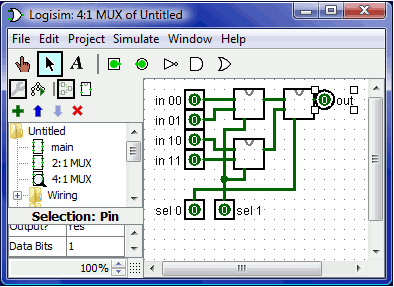 Logisim: 4:1 MUX of Untitled
File Edit Project Simulate Window Help
A
Untitled
main
2:1 MUX
4:1 MUX
Wiring
Selection: Pin
Output? Yes
Data Bits 1
100%
in 00 0
in 01 0
in 10 0
in 11 0
0 out
sel 0 0
0 sel 1